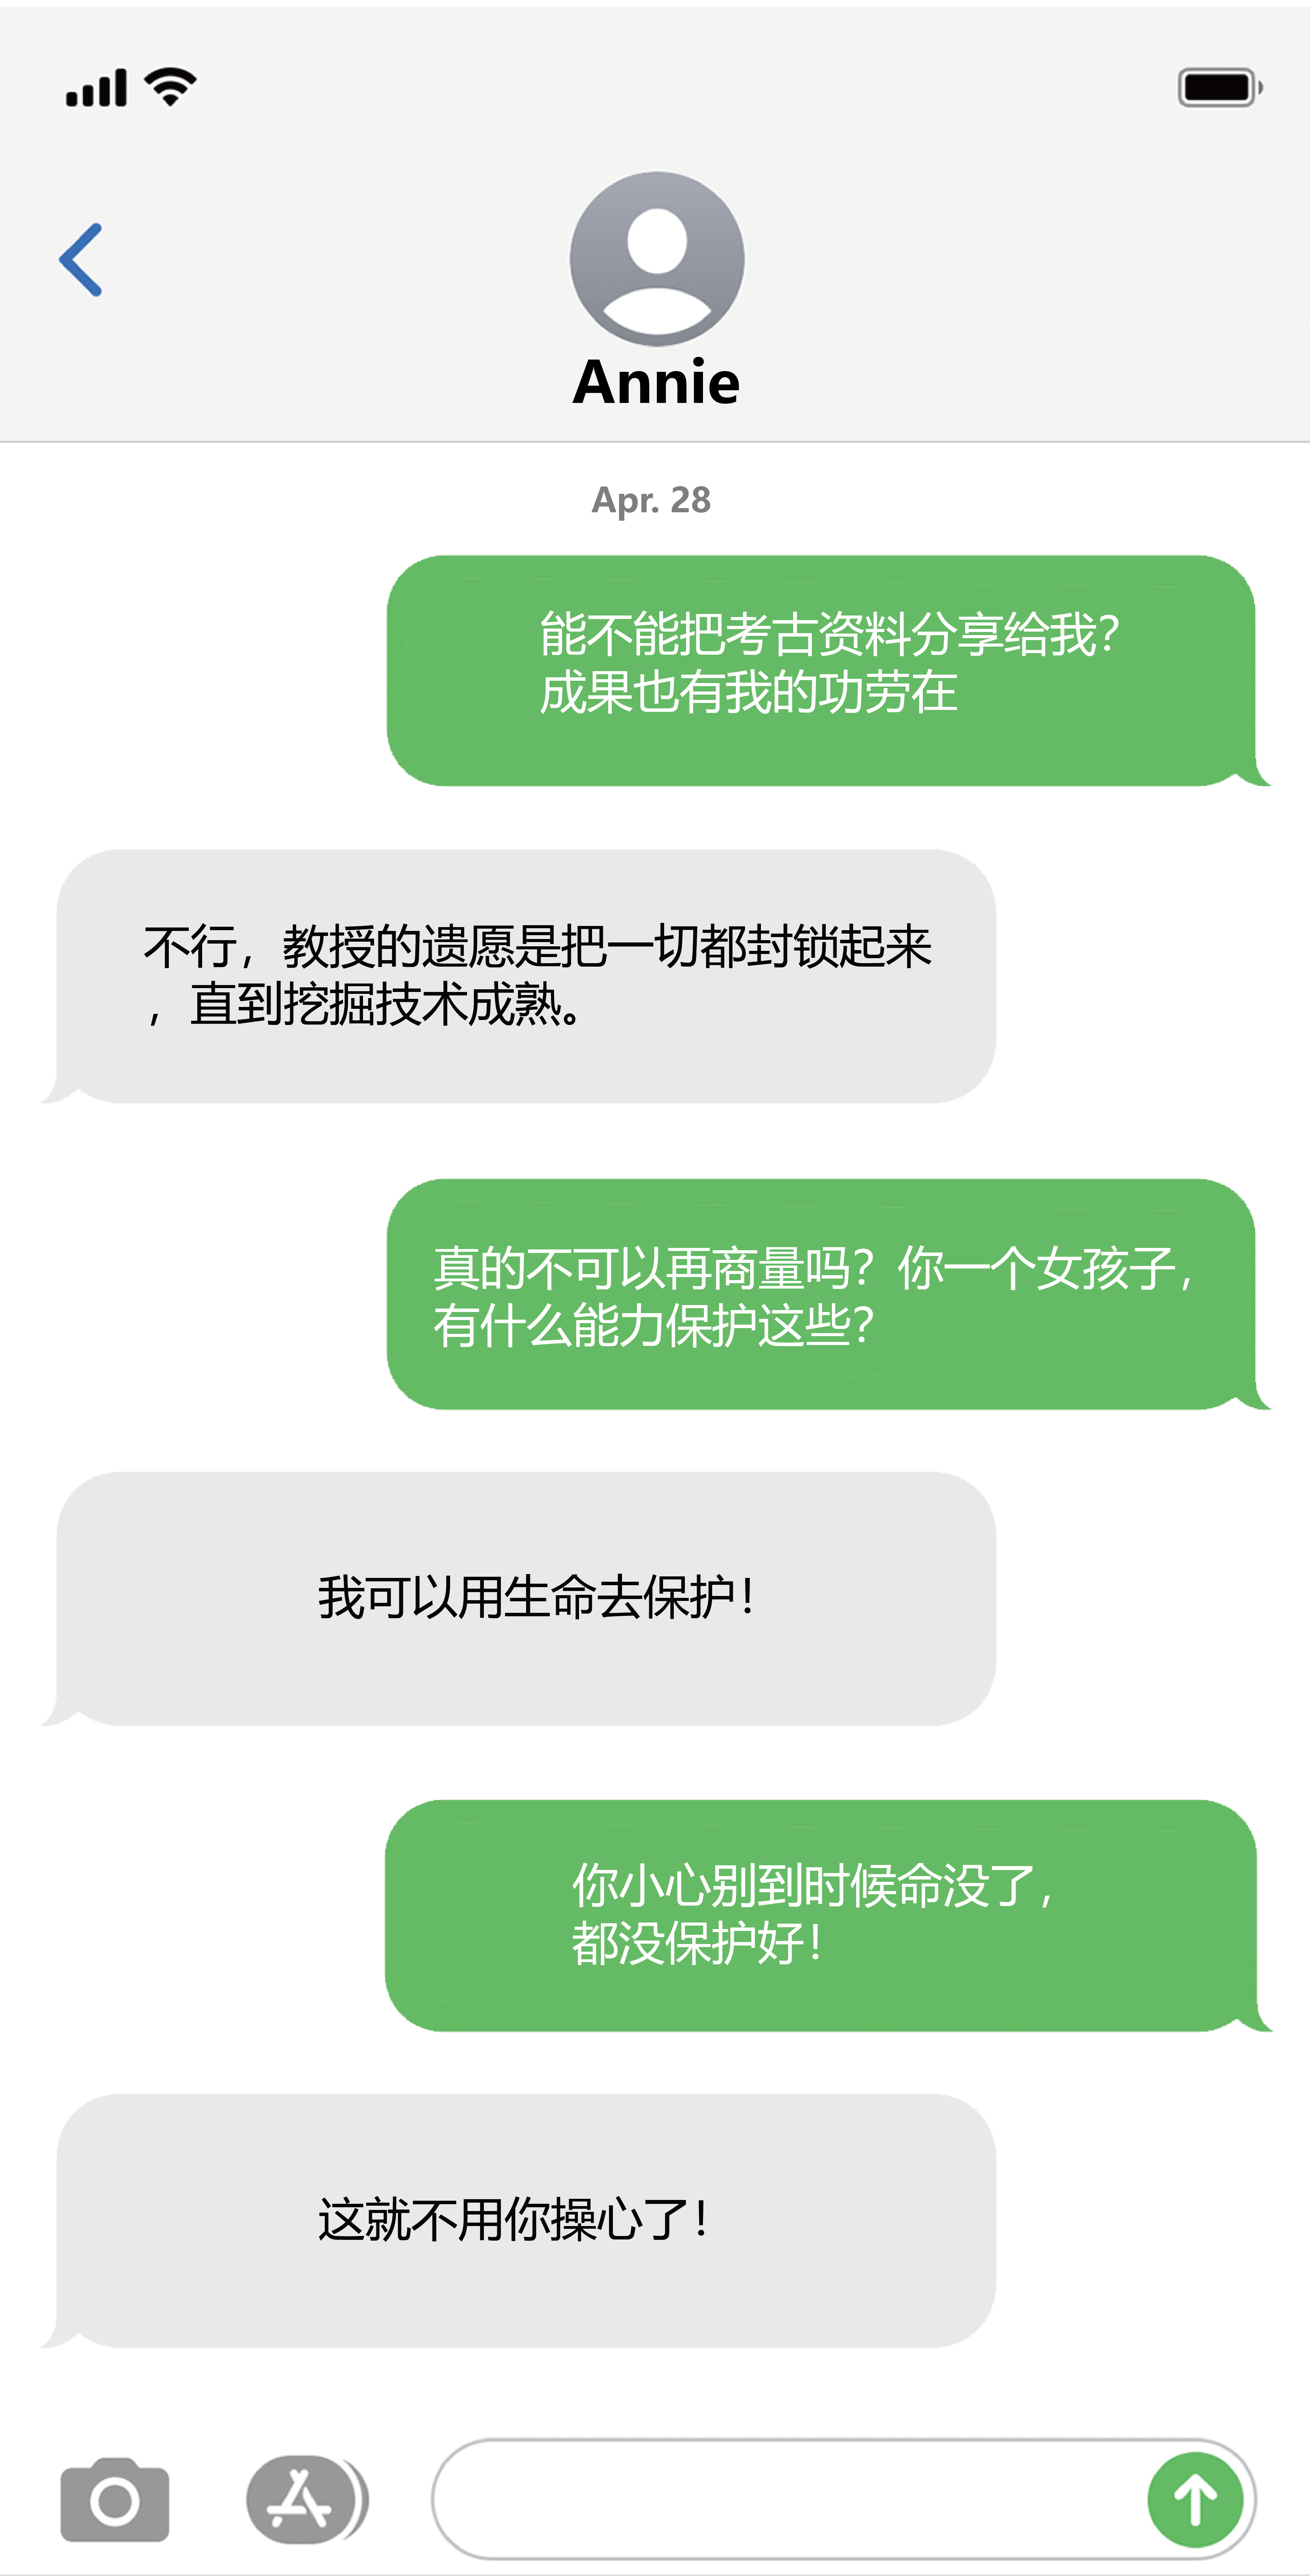 Annie
Apr. 28
能不能把考古资料分享给我？
成果也有我的功劳在
不行，教授的遗愿是把一切都封锁起来
，直到挖掘技术成熟。
真的不可以再商量吗？你一个女孩子，
有什么能力保护这些？
我可以用生命去保护！
你小心别到时候命没了，
都没保护好！
这就不用你操心了！